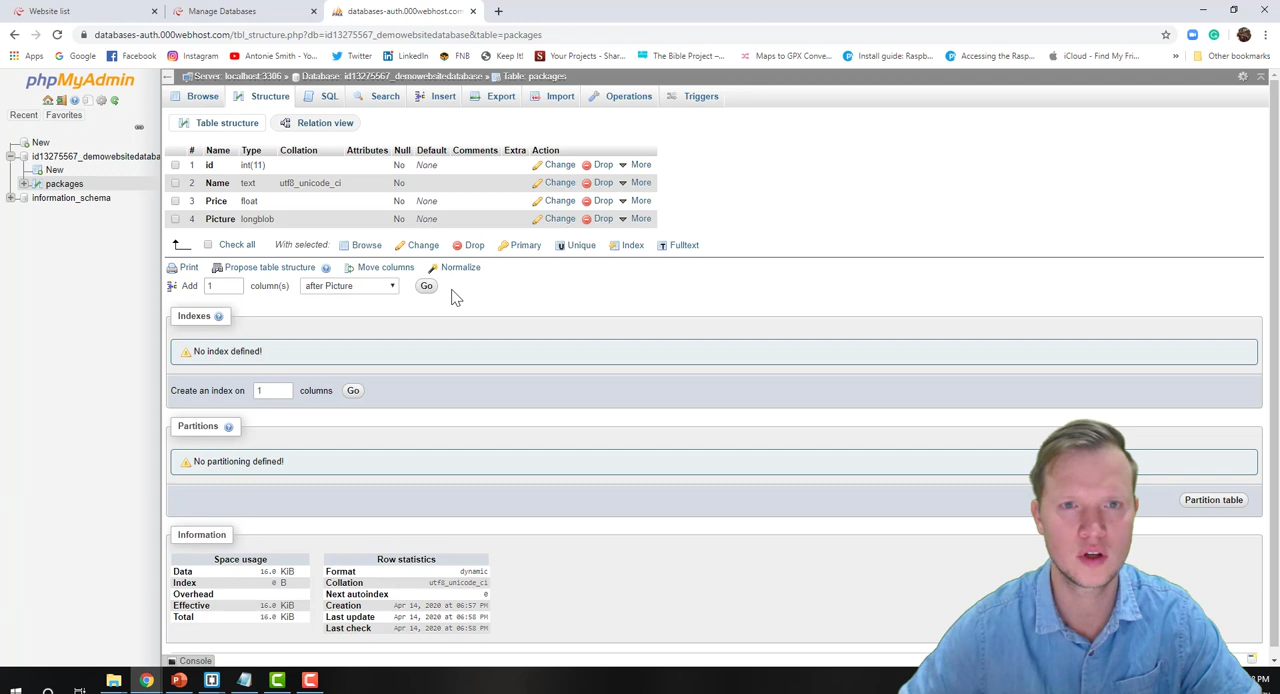 Website list
Manage Databases
databases-auth.000webhost.com
databases-auth.000webhost.com/tbl_structure.php?db=id13275567_demowebsitedatabase&table=packages
Apps Google Facebook Instagram Antonie Smith - Yo... Twitter LinkedIn FNB Keep It! Your Projects - Shar... The Bible Project -... Maps to GPX Conve... Install guide: Raspb... Accessing the Raspb... iCloud - Find My Fri... » Other bookmarks
phpMyAdmin
Recent Favorites
New
id13275567_demowebsitedataba
New
packages
information_schema
Server: localhost:3306 » Database: id13275567_demowebsitedatabase » Table: packages
Browse Structure SQL Search Insert Export Import Operations Triggers
Table structure Relation view
# Name Type Collation Attributes Null Default Comments Extra Action
1 id int(11) No None Change Drop More
2 Name text utf8_unicode_ci No Change Drop More
3 Price float No None Change Drop More
4 Picture longblob No None Change Drop More
Check all With selected: Browse Change Drop Primary Unique Index Fulltext
Print Propose table structure Move columns Normalize
Add 1 column(s) after Picture Go
Indexes
No index defined!
Create an index on 1 columns Go
Partitions
No partitioning defined!
Partition table
Information
Space usage
Data 16.0 KiB
Index 0 B
Overhead
Effective 16.0 KiB
Total 16.0 KiB
Row statistics
Format dynamic
Collation utf8_unicode_ci
Next autoindex 0
Creation Apr 14, 2020 at 06:57 PM
Last update Apr 14, 2020 at 06:58 PM
Last check Apr 14, 2020 at 06:58 PM
Console